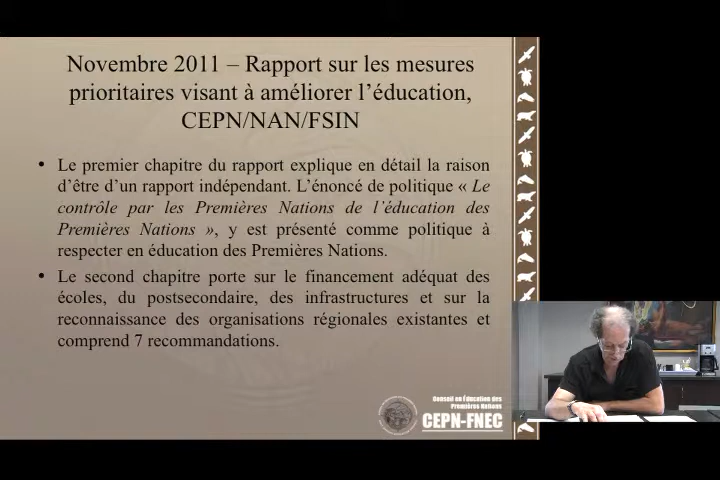 Novembre 2011 – Rapport sur les mesures
prioritaires visant à améliorer l’éducation,
CEPN/NAN/FSIN
• Le premier chapitre du rapport explique en détail la raison
d’être d’un rapport indépendant. L’énoncé de politique « Le
contrôle par les Premières Nations de l’éducation des
Premières Nations », y est présenté comme politique à
respecter en éducation des Premières Nations.
• Le second chapitre porte sur le financement adéquat des
écoles, du postsecondaire, des infrastructures et sur la
reconnaissance des organisations régionales existantes et
comprend 7 recommandations.
Conseil en Éducation des
Premières Nations
CEPN-FNEC